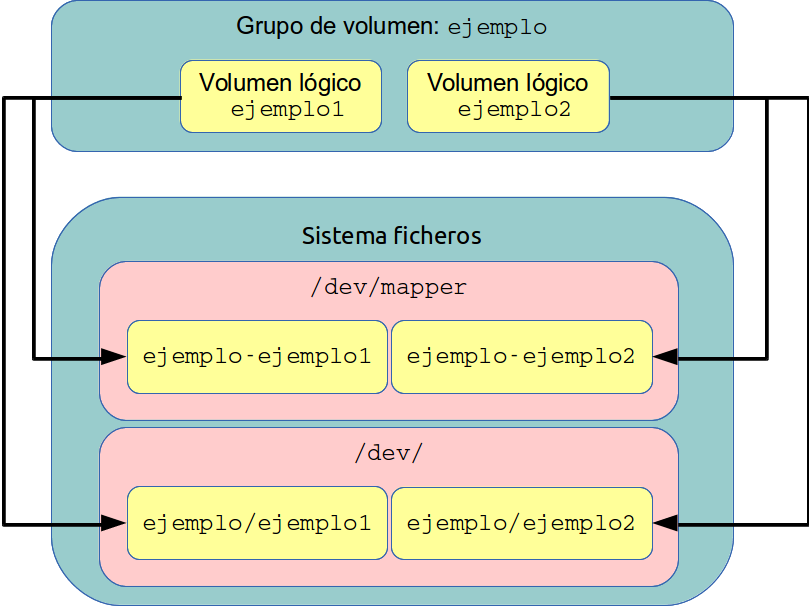 Grupo de volumen: ejemplo
Volumen lógico
ejemplo1
Volumen lógico
ejemplo2
Sistema ficheros
/dev/mapper
ejemplo-ejemplo1
ejemplo-ejemplo2
/dev/
ejemplo/ejemplo1
ejemplo/ejemplo2